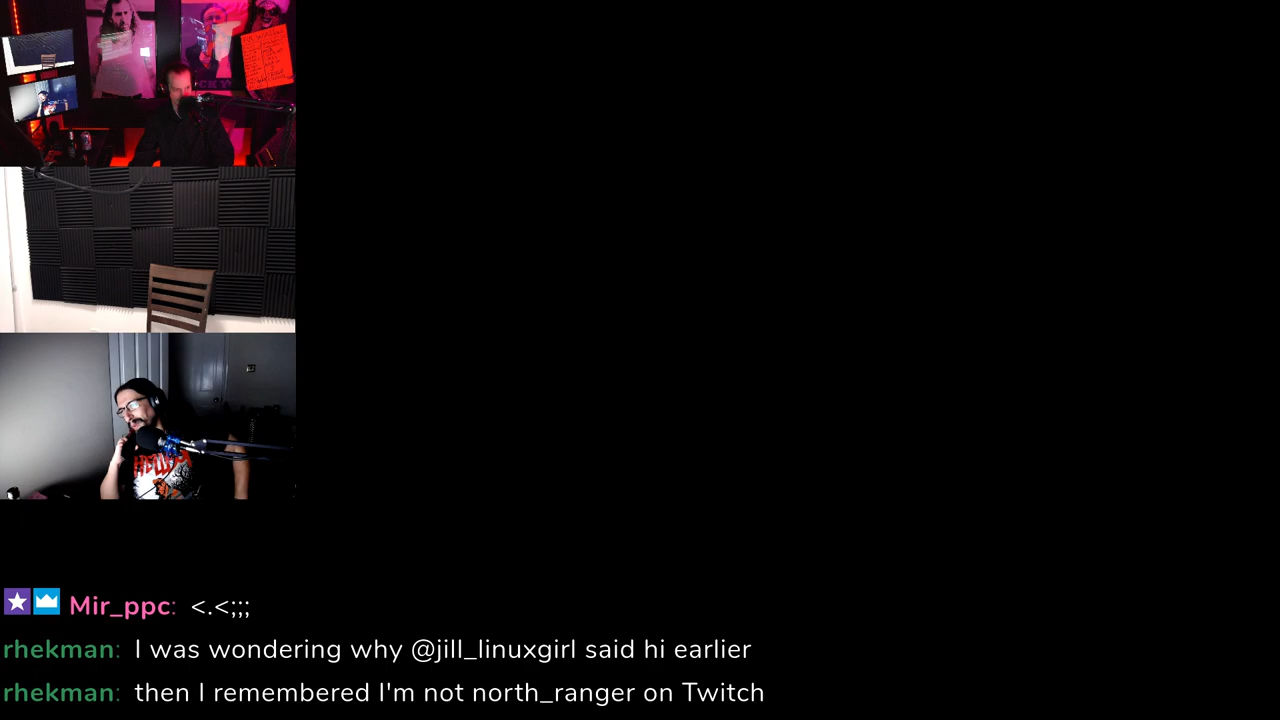 Mir_ppc: <.<;;;
rhekman: I was wondering why @jill_linuxgirl said hi earlier
rhekman: then I remembered I'm not north_ranger on Twitch